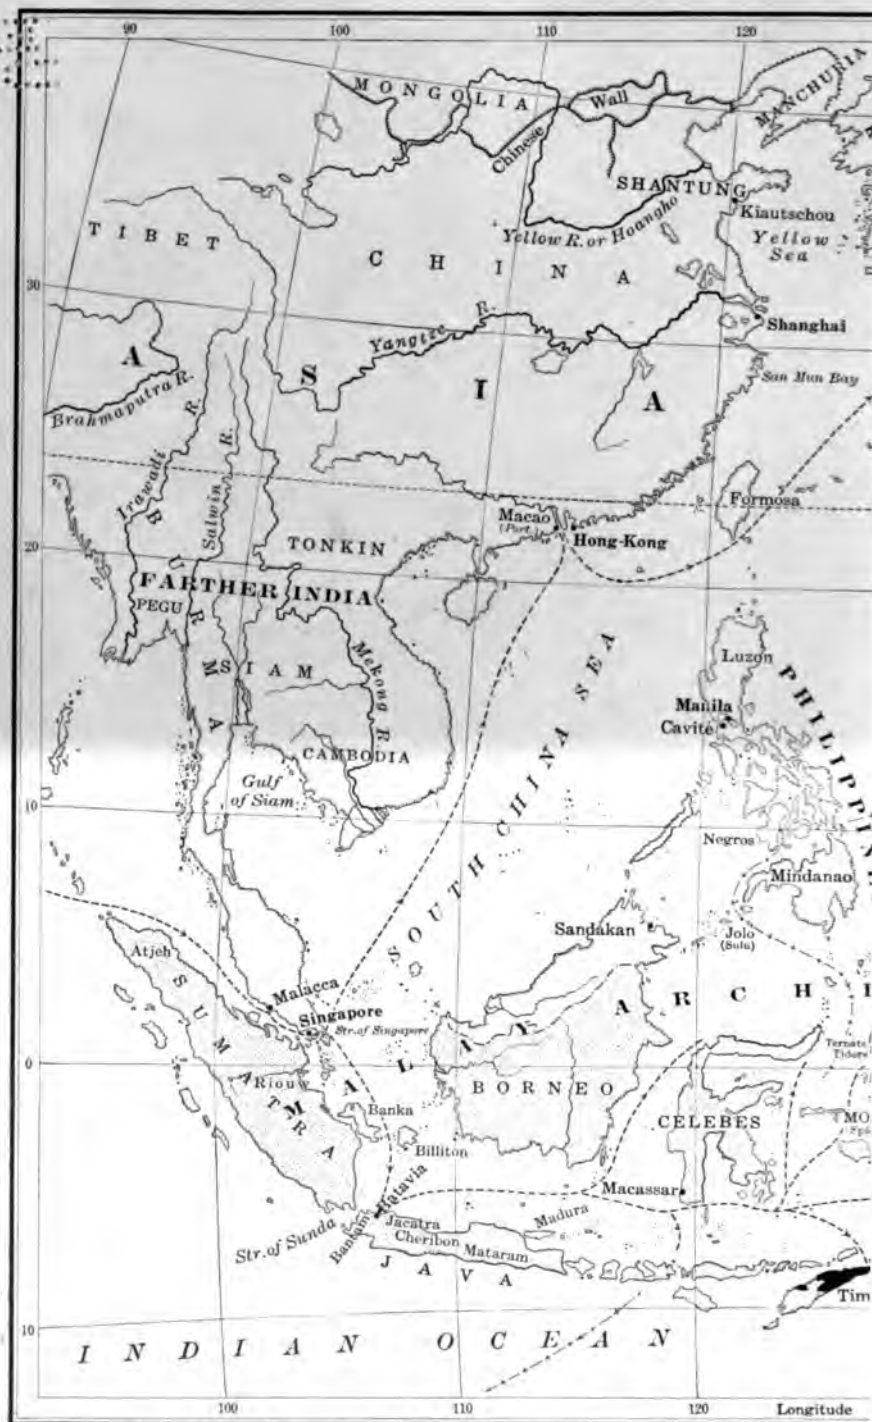 90
100
110
120
MONGOLIA
Chinese
Wall
MANCHURIA
SHANTUNG
Kiautschou
Yellow R. or Hoangho
Yellow
Sea
TIBET
CHINA
30
Yangtze R.
Shanghai
ASIA
San Mun Bay
Brahmaputra R.
Irawadi R.
Salwin R.
Formosa
Macao
(Port.)
Hong-Kong
TONKIN
20
FARTHER INDIA
PEGU
BURMA
SIAM
Mekong R.
Luzon
PHILIPPIN
Manila
Cavité
CAMBODIA
Gulf
of Siam
SOUTH CHINA SEA
10
Negros
Mindanao
Sandakan
Jolo
(Sulu)
Atjeh
SUMATRA
Malacca
Singapore
Str. of Singapore
MALAY ARCHI
Ternate
Tidore
0
Riouw
BORNEO
Banka
CELEBES
MO
Billiton
Macassar
Batavia
Bantam
Str. of Sunda
Jacatra
Cheribon
Mataram
Madura
JAVA
Tim
10
INDIAN OCEAN
100
110
120
Longitude